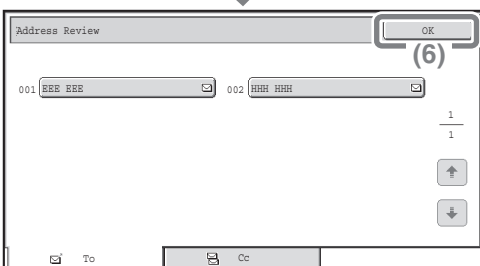 Address Review OK
(6)
001 EEE EEE 002 HHH HHH
1
1
To Cc